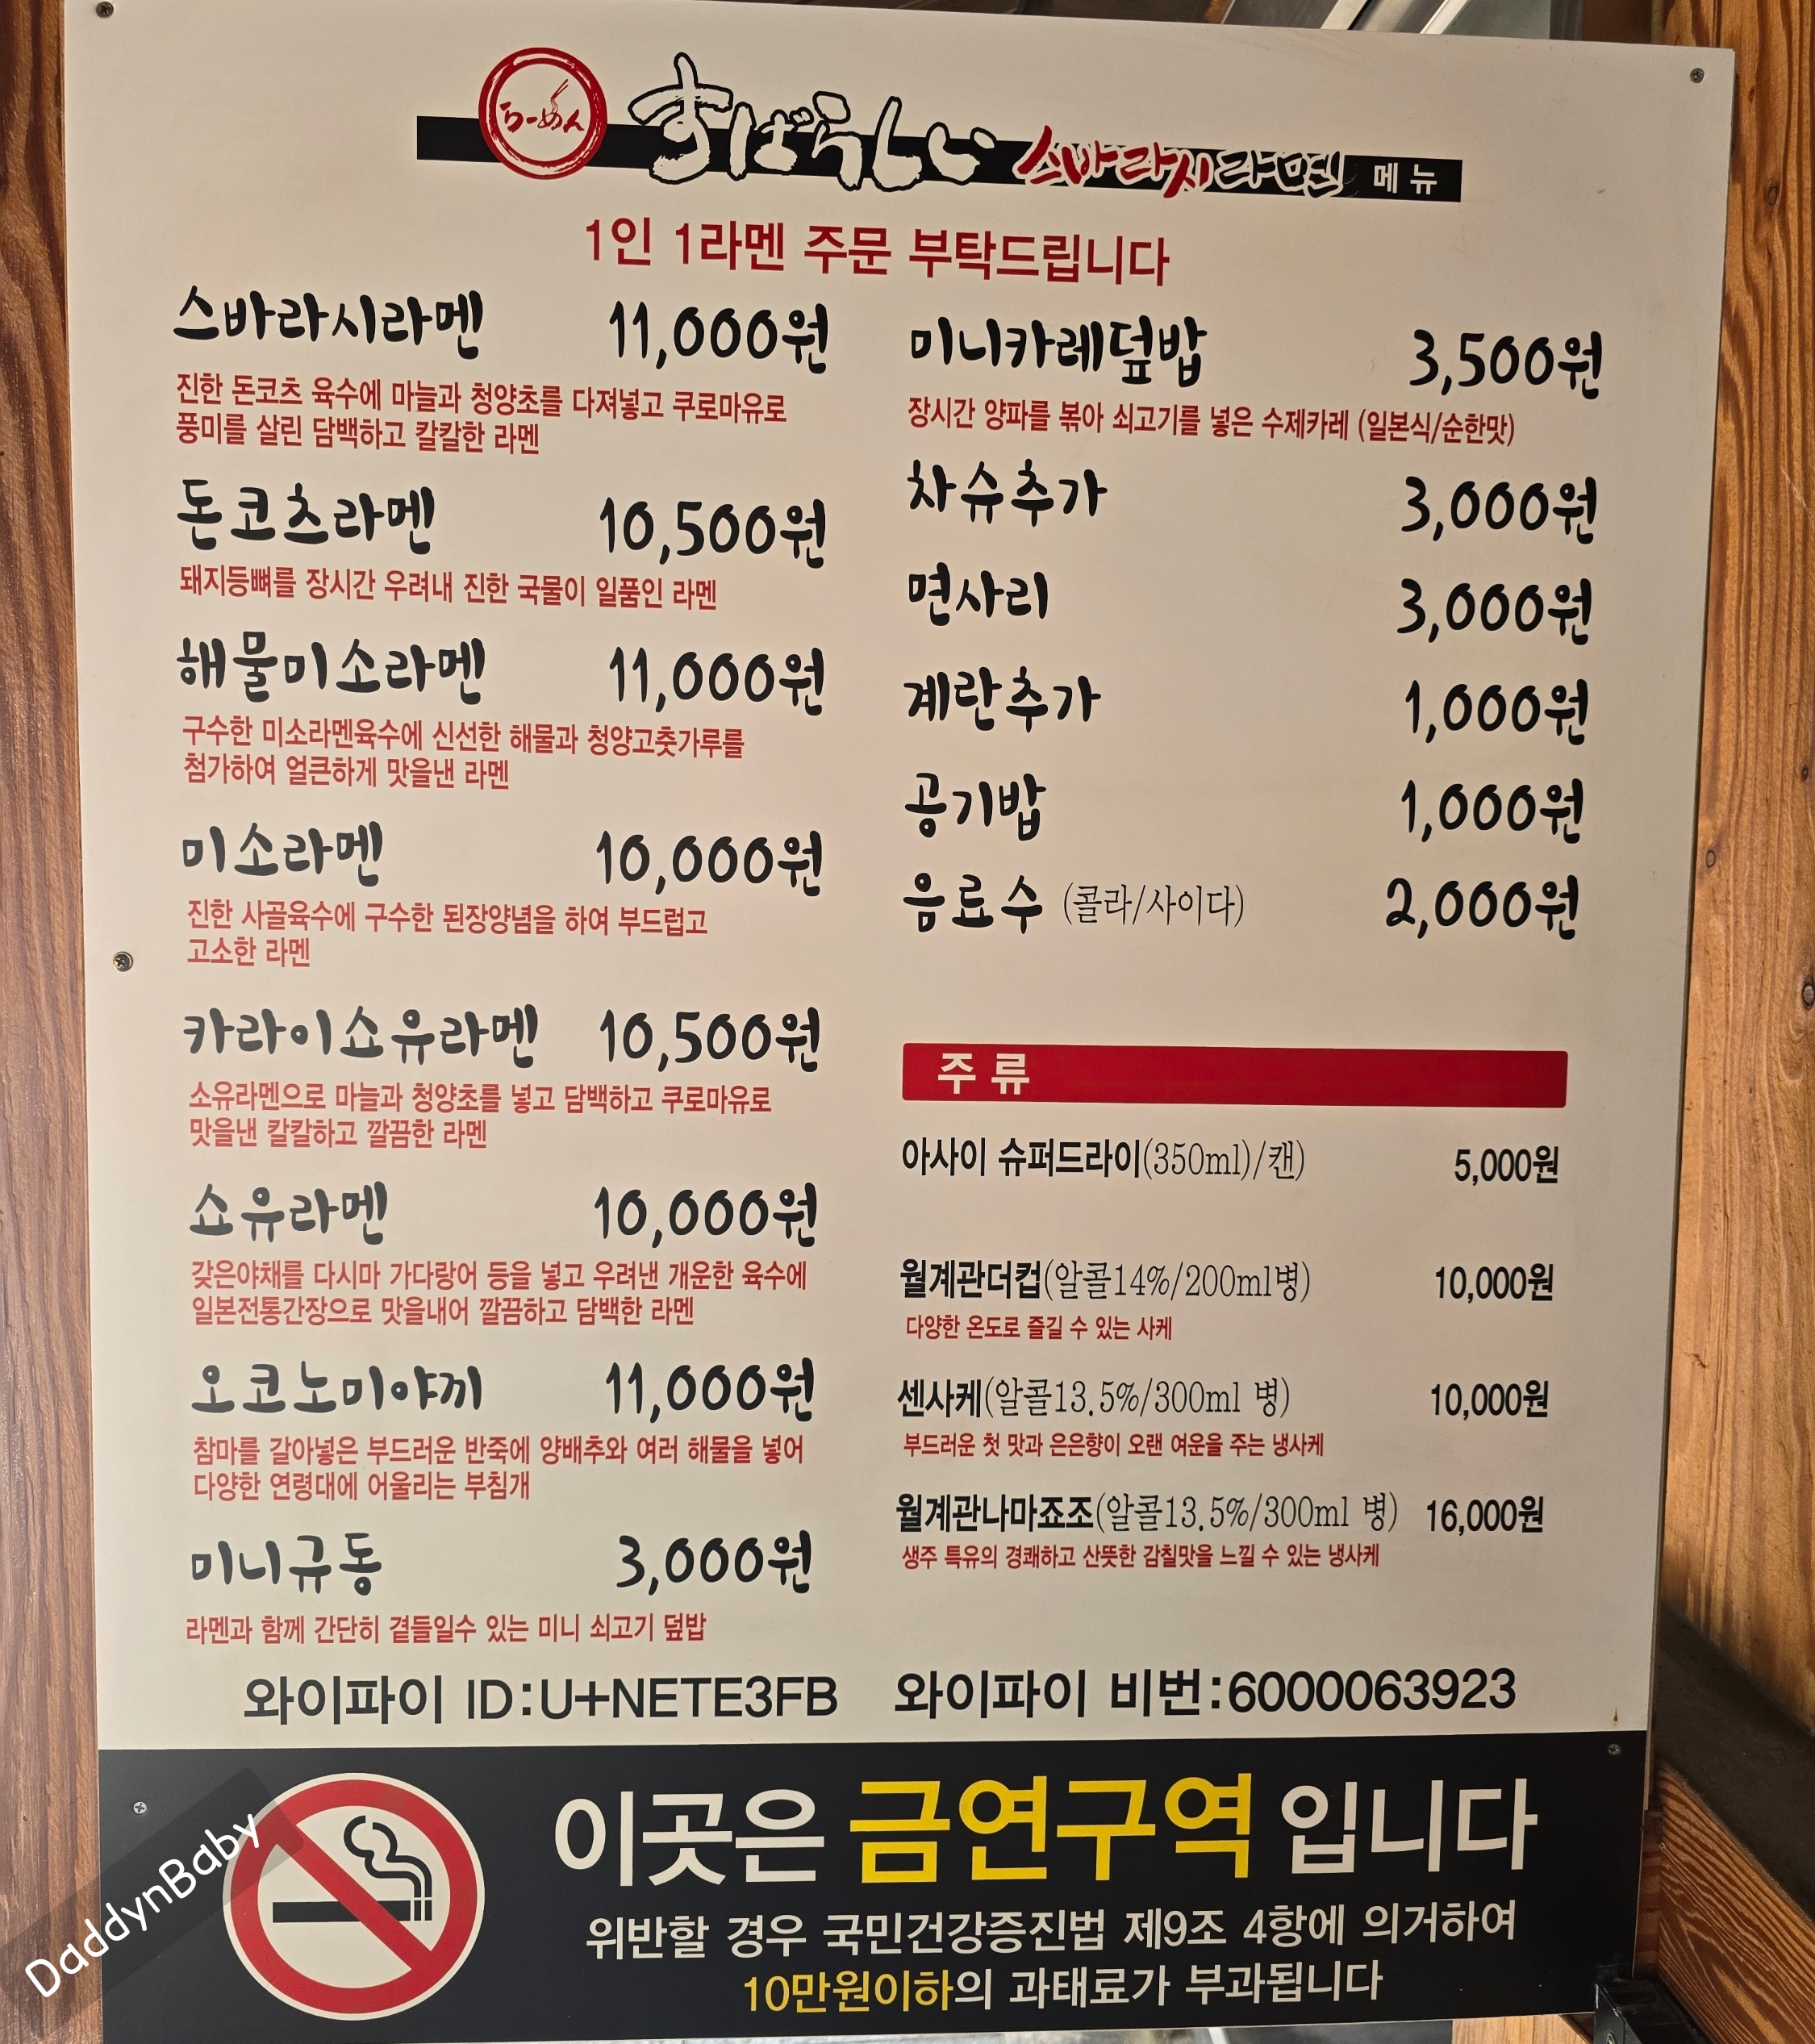 らーめん すばらしい 스바라시라멘 메뉴
1인 1라멘 주문 부탁드립니다
스바라시라멘 11,000원
진한 돈코츠 육수에 마늘과 청양초를 다져넣고 쿠로마유로
풍미를 살린 담백하고 칼칼한 라멘
돈코츠라멘 10,500원
돼지등뼈를 장시간 우려내 진한 국물이 일품인 라멘
해물미소라멘 11,000원
구수한 미소라멘육수에 신선한 해물과 청양고춧가루를
첨가하여 얼큰하게 맛을낸 라멘
미소라멘 10,000원
진한 사골육수에 구수한 된장양념을 하여 부드럽고
고소한 라멘
카라이쇼유라멘 10,500원
소유라멘으로 마늘과 청양초를 넣고 담백하고 쿠로마유로
맛을낸 칼칼하고 깔끔한 라멘
쇼유라멘 10,000원
갖은야채를 다시마 가다랑어 등을 넣고 우려낸 개운한 육수에
일본전통간장으로 맛을내어 깔끔하고 담백한 라멘
오코노미야끼 11,000원
참마를 갈아넣은 부드러운 반죽에 양배추와 여러 해물을 넣어
다양한 연령대에 어울리는 부침개
미니규동 3,000원
라멘과 함께 간단히 곁들일수 있는 미니 쇠고기 덮밥
미니카레덮밥 3,500원
장시간 양파를 볶아 쇠고기를 넣은 수제카레 (일본식/순한맛)
차슈추가 3,000원
면사리 3,000원
계란추가 1,000원
공기밥 1,000원
음료수 (콜라/사이다) 2,000원
주류
아사이 슈퍼드라이(350ml)/캔) 5,000원
월계관더컵(알콜14%/200ml병) 10,000원
다양한 온도로 즐길 수 있는 사케
센사케(알콜13.5%/300ml 병) 10,000원
부드러운 첫 맛과 은은향이 오랜 여운을 주는 냉사케
월계관나마죠조(알콜13.5%/300ml 병) 16,000원
생주 특유의 경쾌하고 산뜻한 감칠맛을 느낄 수 있는 냉사케
와이파이 ID:U+NETE3FB 와이파이 비번:6000063923
이곳은 금연구역 입니다
위반할 경우 국민건강증진법 제9조 4항에 의거하여
10만원이하의 과태료가 부과됩니다
DaddynBaby